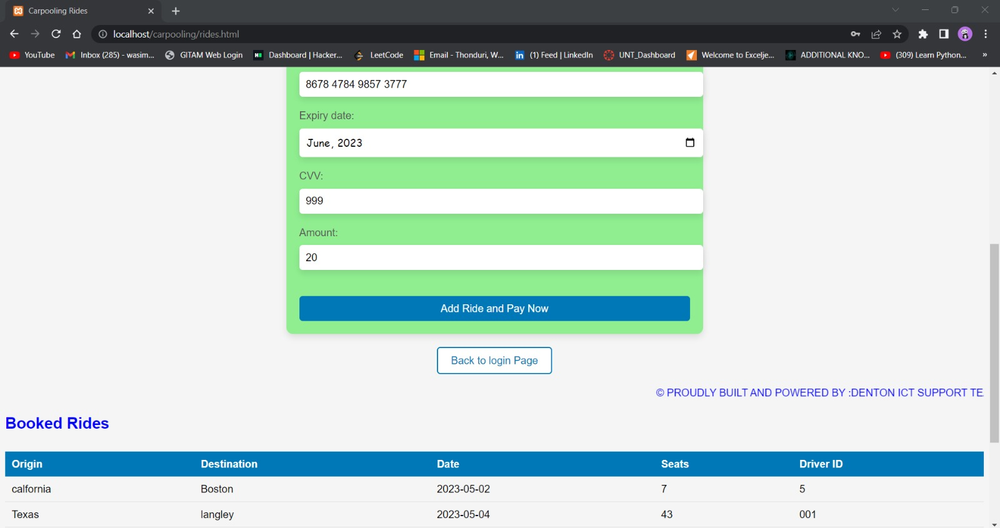 Carpooling Rides
localhost/carpooling/rides.html
YouTube Inbox (285) - wasim... GITAM Web Login Dashboard | Hacker... LeetCode Email - Thonduri, W... (1) Feed | LinkedIn UNT_Dashboard Welcome to Excelje... ADDITIONAL KNO... (309) Learn Python... »
8678 4784 9857 3777
Expiry date:
June, 2023
CVV:
999
Amount:
20
Add Ride and Pay Now
Back to login Page
© PROUDLY BUILT AND POWERED BY :DENTON ICT SUPPORT TE
Booked Rides
Origin Destination Date Seats Driver ID
calfornia Boston 2023-05-02 7 5
Texas langley 2023-05-04 43 001